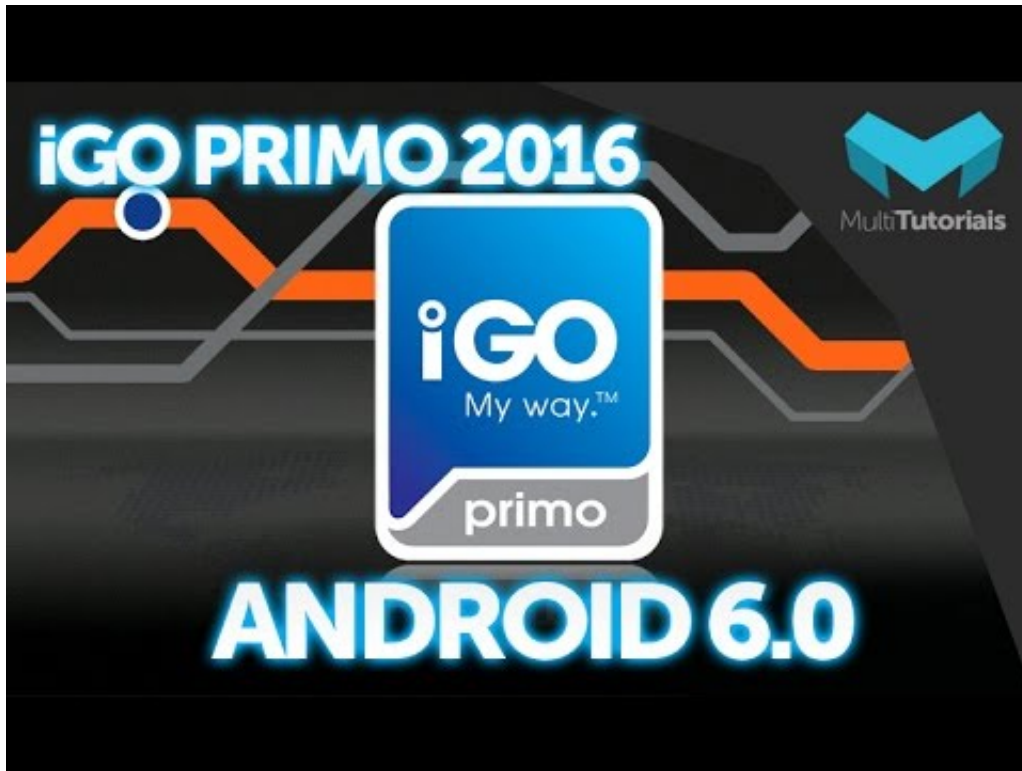 iGO PRIMO 2016
MultiTutoriais
iGO
My way.™
primo
ANDROID 6.0